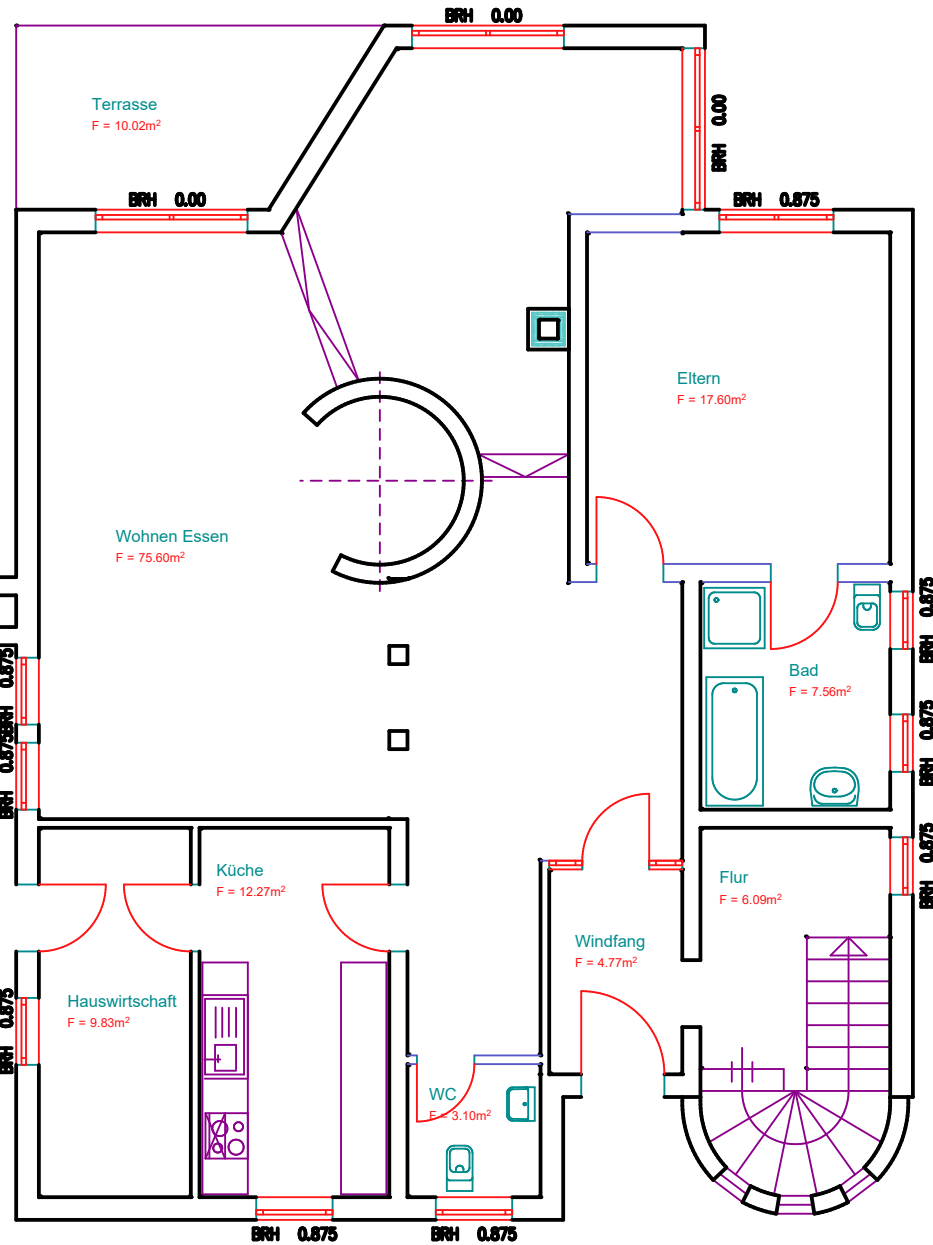 BRH 0.00
Terrasse
F = 10.02m²
BRH 0.00
BRH 0.00
BRH 0.875
Eltern
F = 17.60m²
Wohnen Essen
F = 75.60m²
BRH 0.875
Bad
F = 7.56m²
BRH 0.875
BRH 0.875
BRH 0.875
BRH 0.875
Küche
F = 12.27m²
Flur
F = 6.09m²
Windfang
F = 4.77m²
Hauswirtschaft
F = 9.83m²
BRH 0.875
WC
F = 3.10m²
BRH 0.875
BRH 0.875